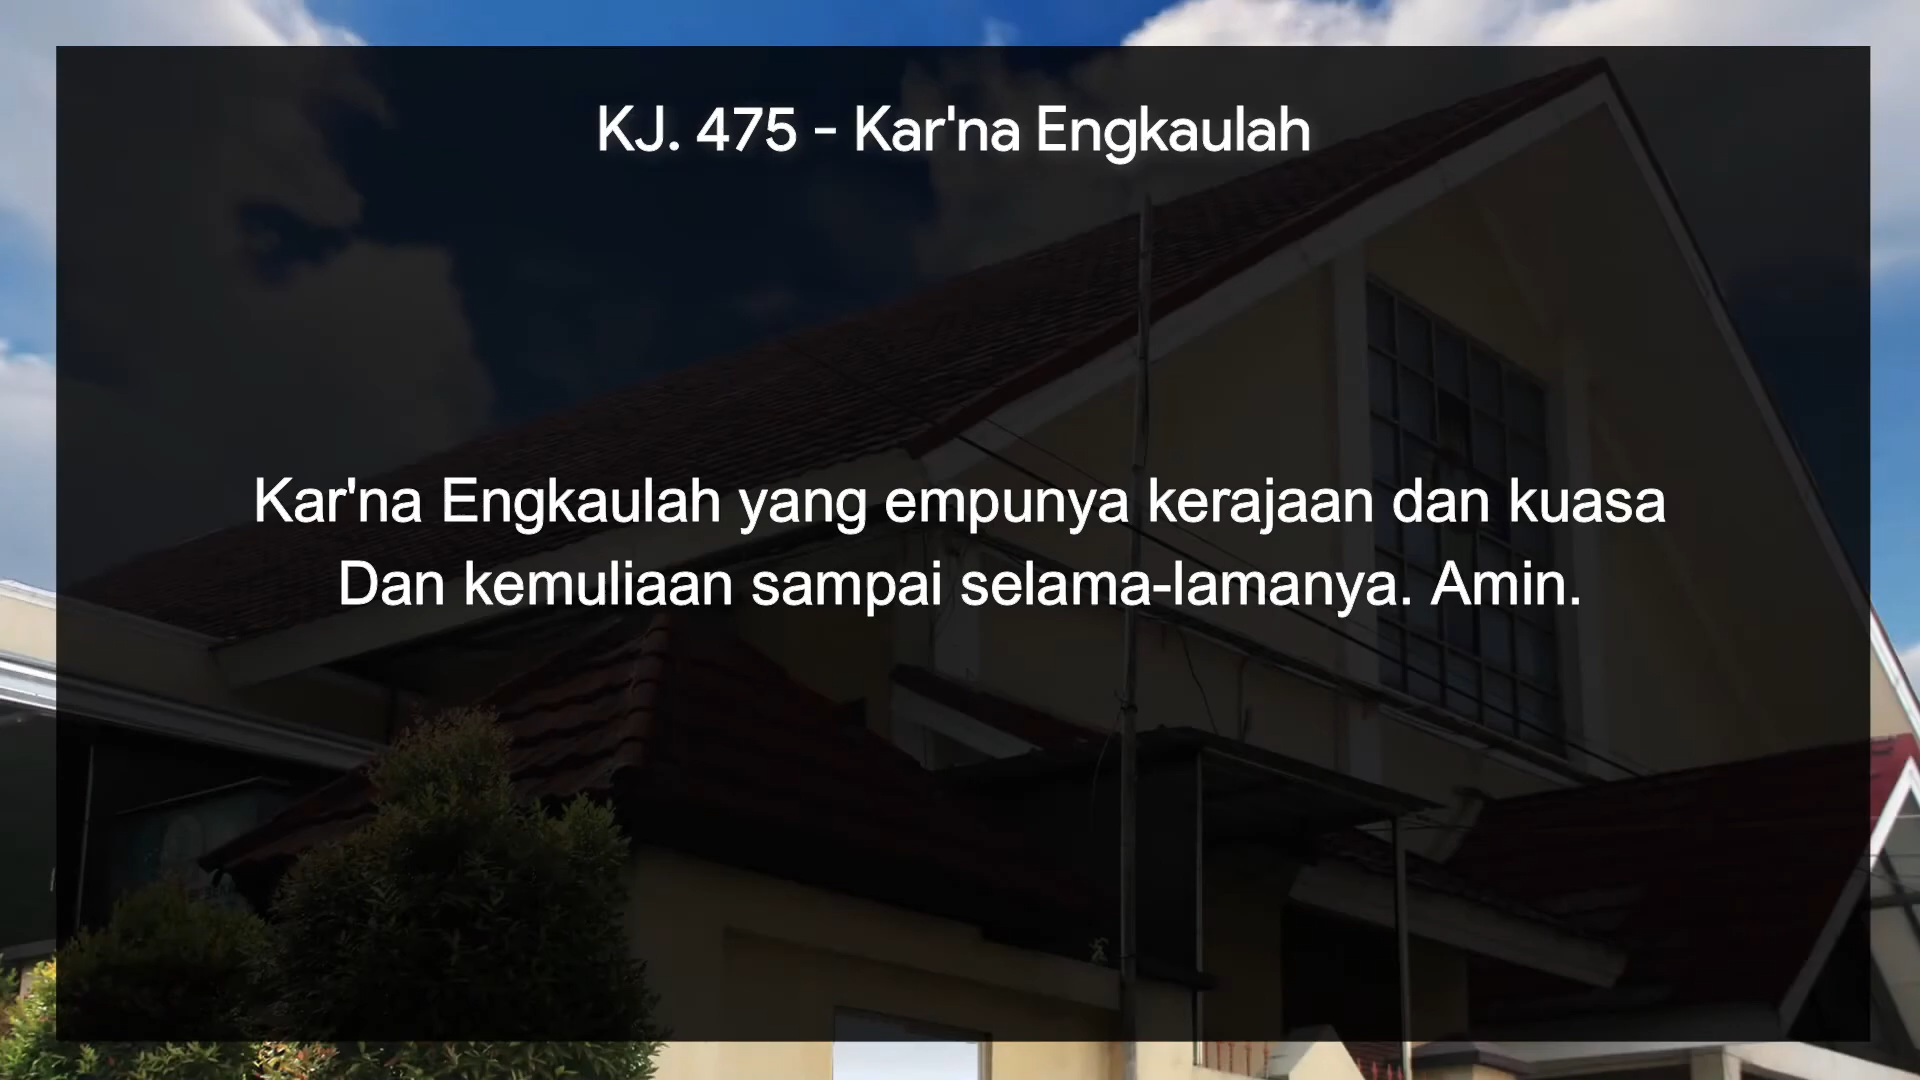 KJ. 475 - Kar'na Engkaulah
Kar'na Engkaulah yang empunya kerajaan dan kuasa
Dan kemuliaan sampai selama-lamanya. Amin.